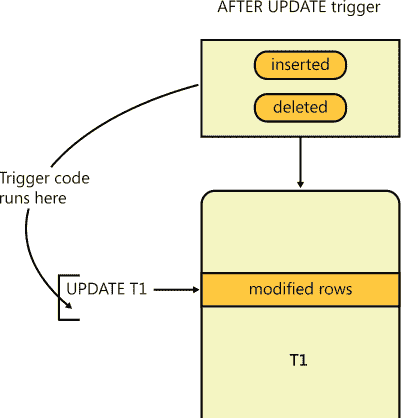 AFTER UPDATE trigger
inserted
deleted
Trigger code
runs here
UPDATE T1
modified rows
T1